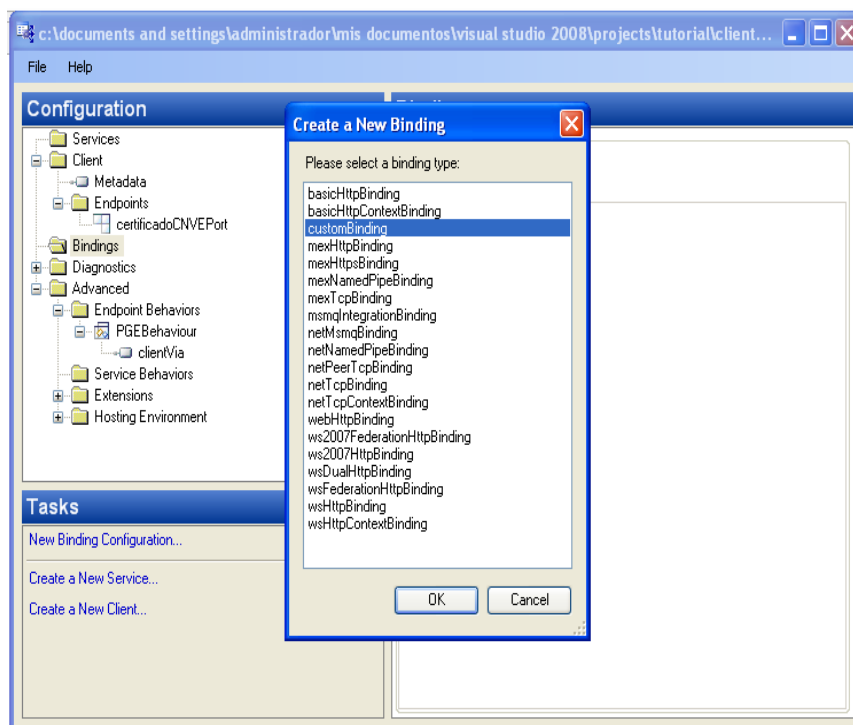 c:\documents and settings\administrador\mis documentos\visual studio 2008\projects\tutorial\client...
File Help
Configuration
Services
Client
Metadata
Endpoints
certificadoCNVEPort
Bindings
Diagnostics
Advanced
Endpoint Behaviors
PGEBehaviour
clientVia
Service Behaviors
Extensions
Hosting Environment
Tasks
New Binding Configuration...
Create a New Service...
Create a New Client...
Create a New Binding
Please select a binding type:
basicHttpBinding
basicHttpContextBinding
customBinding
mexHttpBinding
mexHttpsBinding
mexNamedPipeBinding
mexTcpBinding
msmqIntegrationBinding
netMsmqBinding
netNamedPipeBinding
netPeerTcpBinding
netTcpBinding
netTcpContextBinding
webHttpBinding
ws2007FederationHttpBinding
ws2007HttpBinding
wsDualHttpBinding
wsFederationHttpBinding
wsHttpBinding
wsHttpContextBinding
OK Cancel